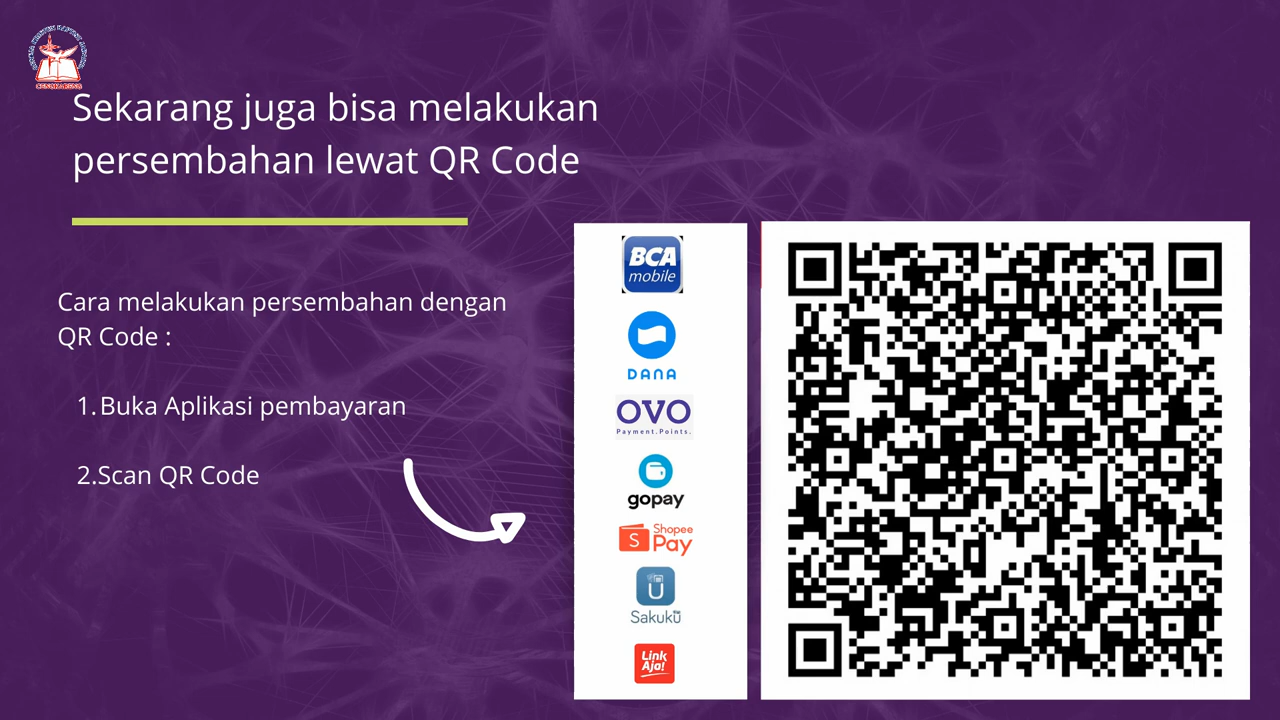 Sekarang juga bisa melakukan
persembahan lewat QR Code
Cara melakukan persembahan dengan
QR Code :
1.Buka Aplikasi pembayaran
2.Scan QR Code
BCA
mobile
DANA
OVO
Payment.Points.
gopay
Shopee
Pay
S
U
Sakuku
Link
Aja!
CENGKARENG